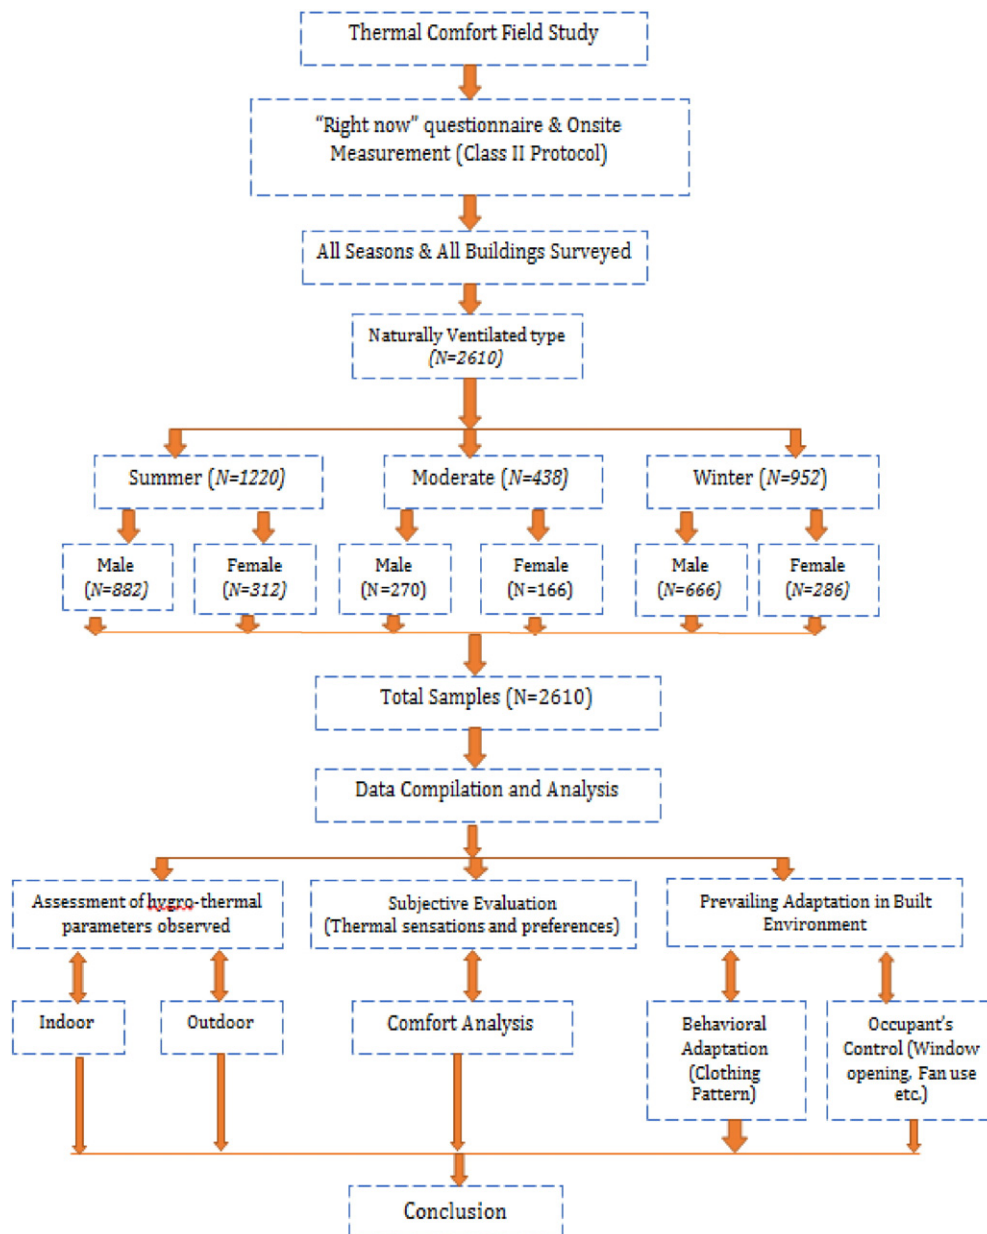 Thermal Comfort Field Study
“Right now” questionnaire & Onsite
Measurement (Class II Protocol)
All Seasons & All Buildings Surveyed
Naturally Ventilated type
(N=2610)
Summer (N=1220)
Moderate (N=438)
Winter (N=952)
Male
(N=882)
Female
(N=312)
Male
(N=270)
Female
(N=166)
Male
(N=666)
Female
(N=286)
Total Samples (N=2610)
Data Compilation and Analysis
Assessment of hygro-thermal
parameters observed
Subjective Evaluation
(Thermal sensations and preferences)
Prevailing Adaptation in Built
Environment
Indoor
Outdoor
Comfort Analysis
Behavioral
Adaptation
(Clothing
Pattern)
Occupant’s
Control (Window
opening, Fan use
etc.)
Conclusion